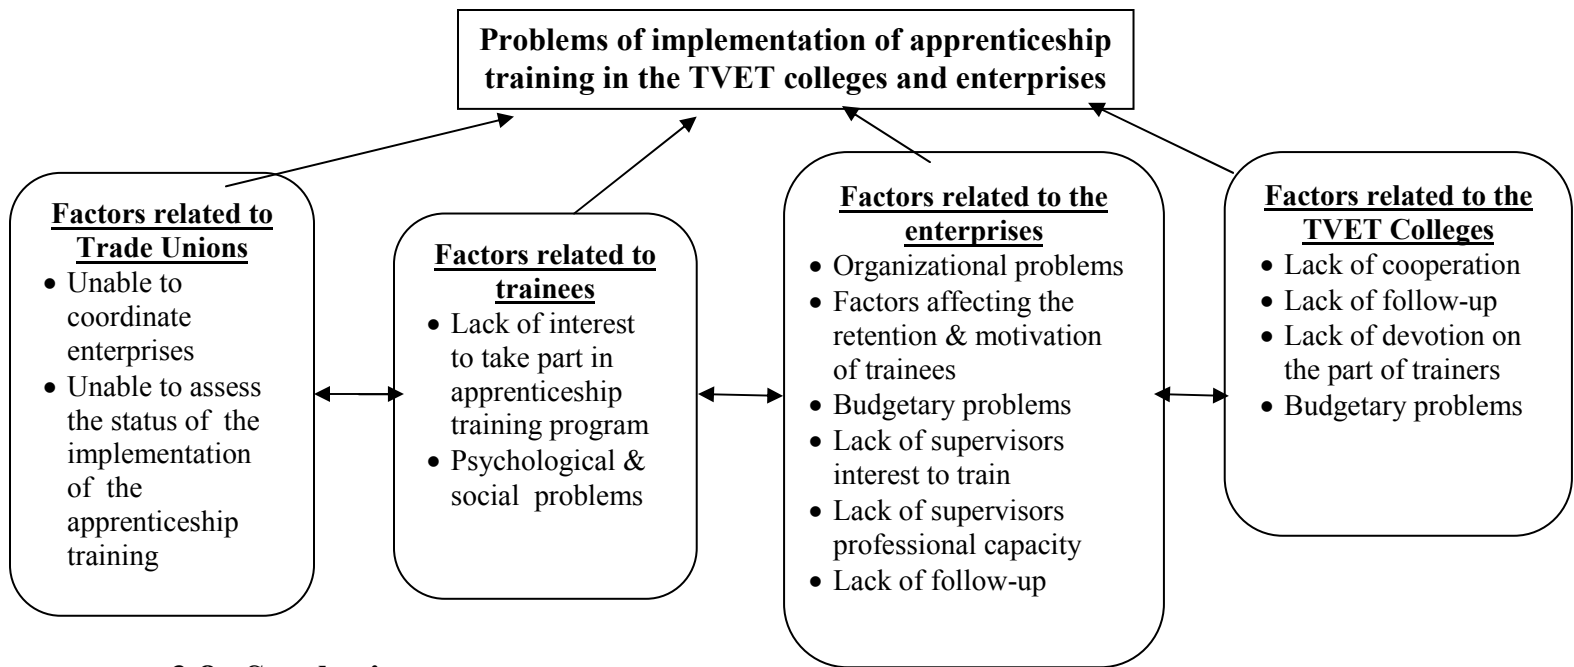 Problems of implementation of apprenticeship
training in the TVET colleges and enterprises
Factors related to
Trade Unions
• Unable to
coordinate
enterprises
• Unable to assess
the status of the
implementation
of the
apprenticeship
training
Factors related to
trainees
• Lack of interest
to take part in
apprenticeship
training program
• Psychological &
social problems
Factors related to the
enterprises
• Organizational problems
• Factors affecting the
retention & motivation
of trainees
• Budgetary problems
• Lack of supervisors
interest to train
• Lack of supervisors
professional capacity
• Lack of follow-up
Factors related to the
TVET Colleges
• Lack of cooperation
• Lack of follow-up
• Lack of devotion on
the part of trainers
• Budgetary problems